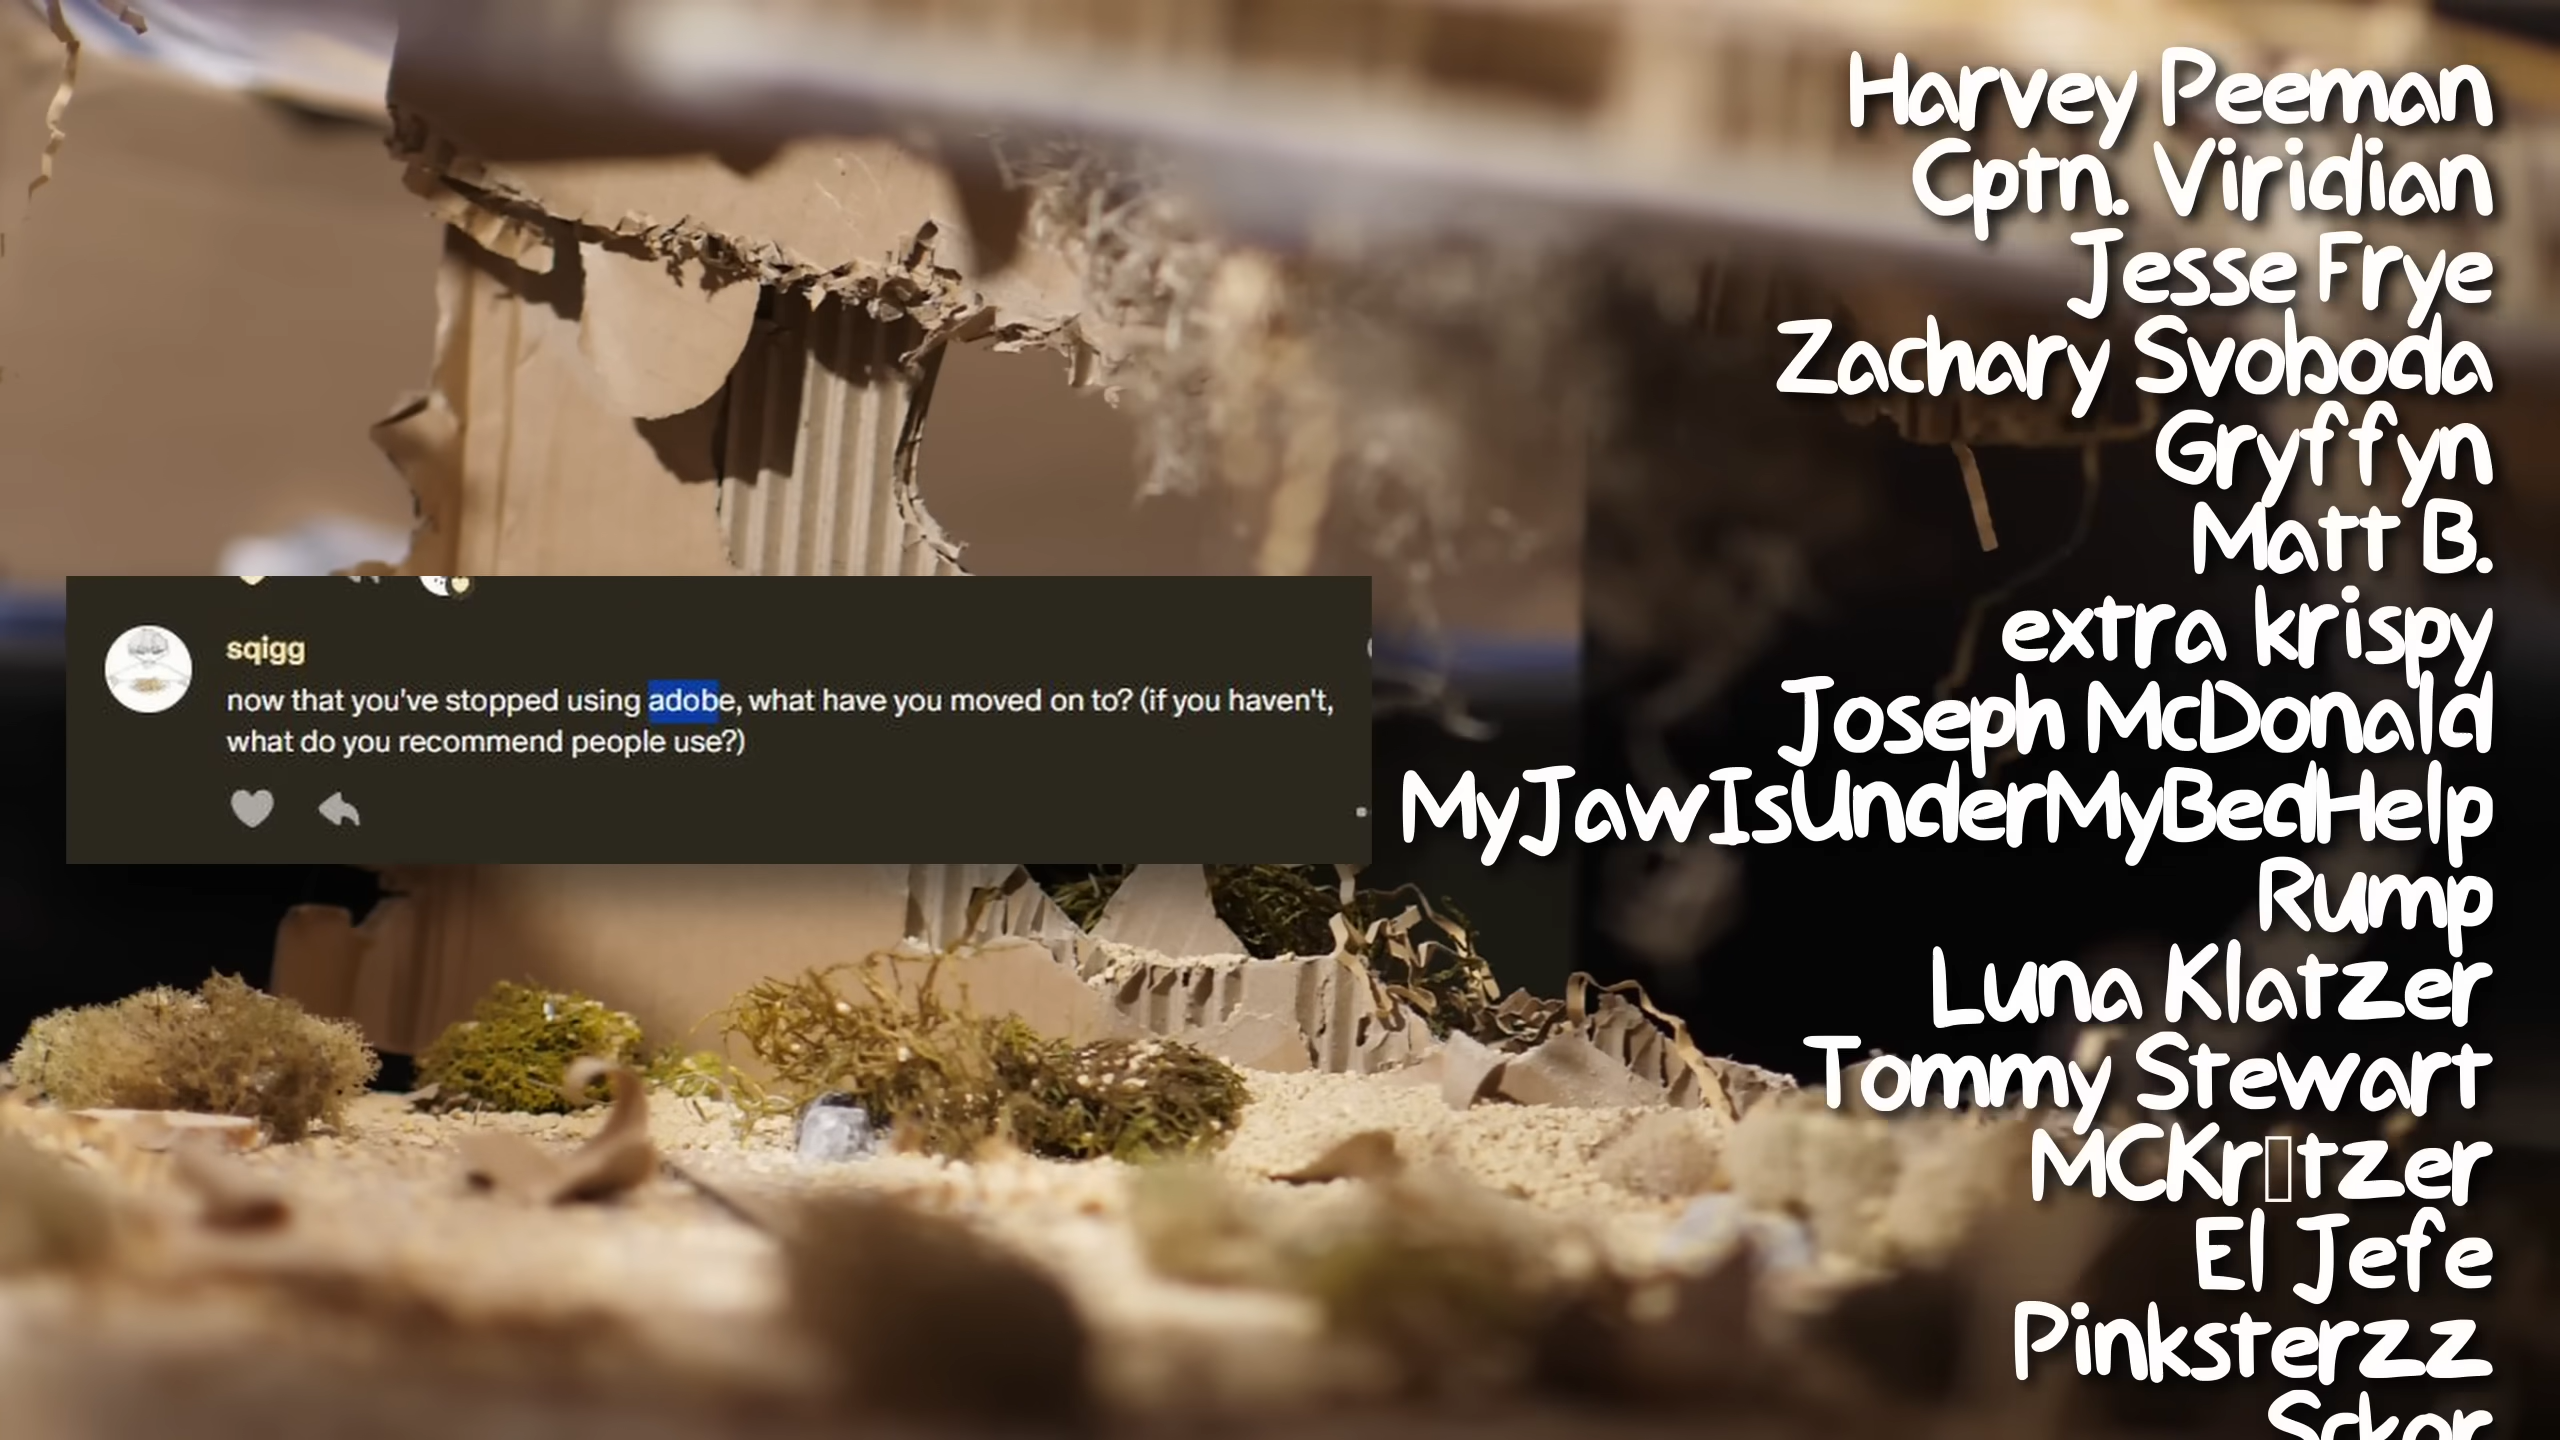 Harvey Peeman
Cptn. Viridian
Jesse Frye
Zachary Svoboda
Gryffyn
Matt B.
extra krispy
sqigg
now that you've stopped using adobe, what have you moved on to? (if you haven't,
what do you recommend people use?)
Joseph McDonald
MyJawIsUnderMyBedHelp
Rump
Luna Klatzer
Tommy Stewart
MCKr▯tzer
El Jefe
Pinksterzz